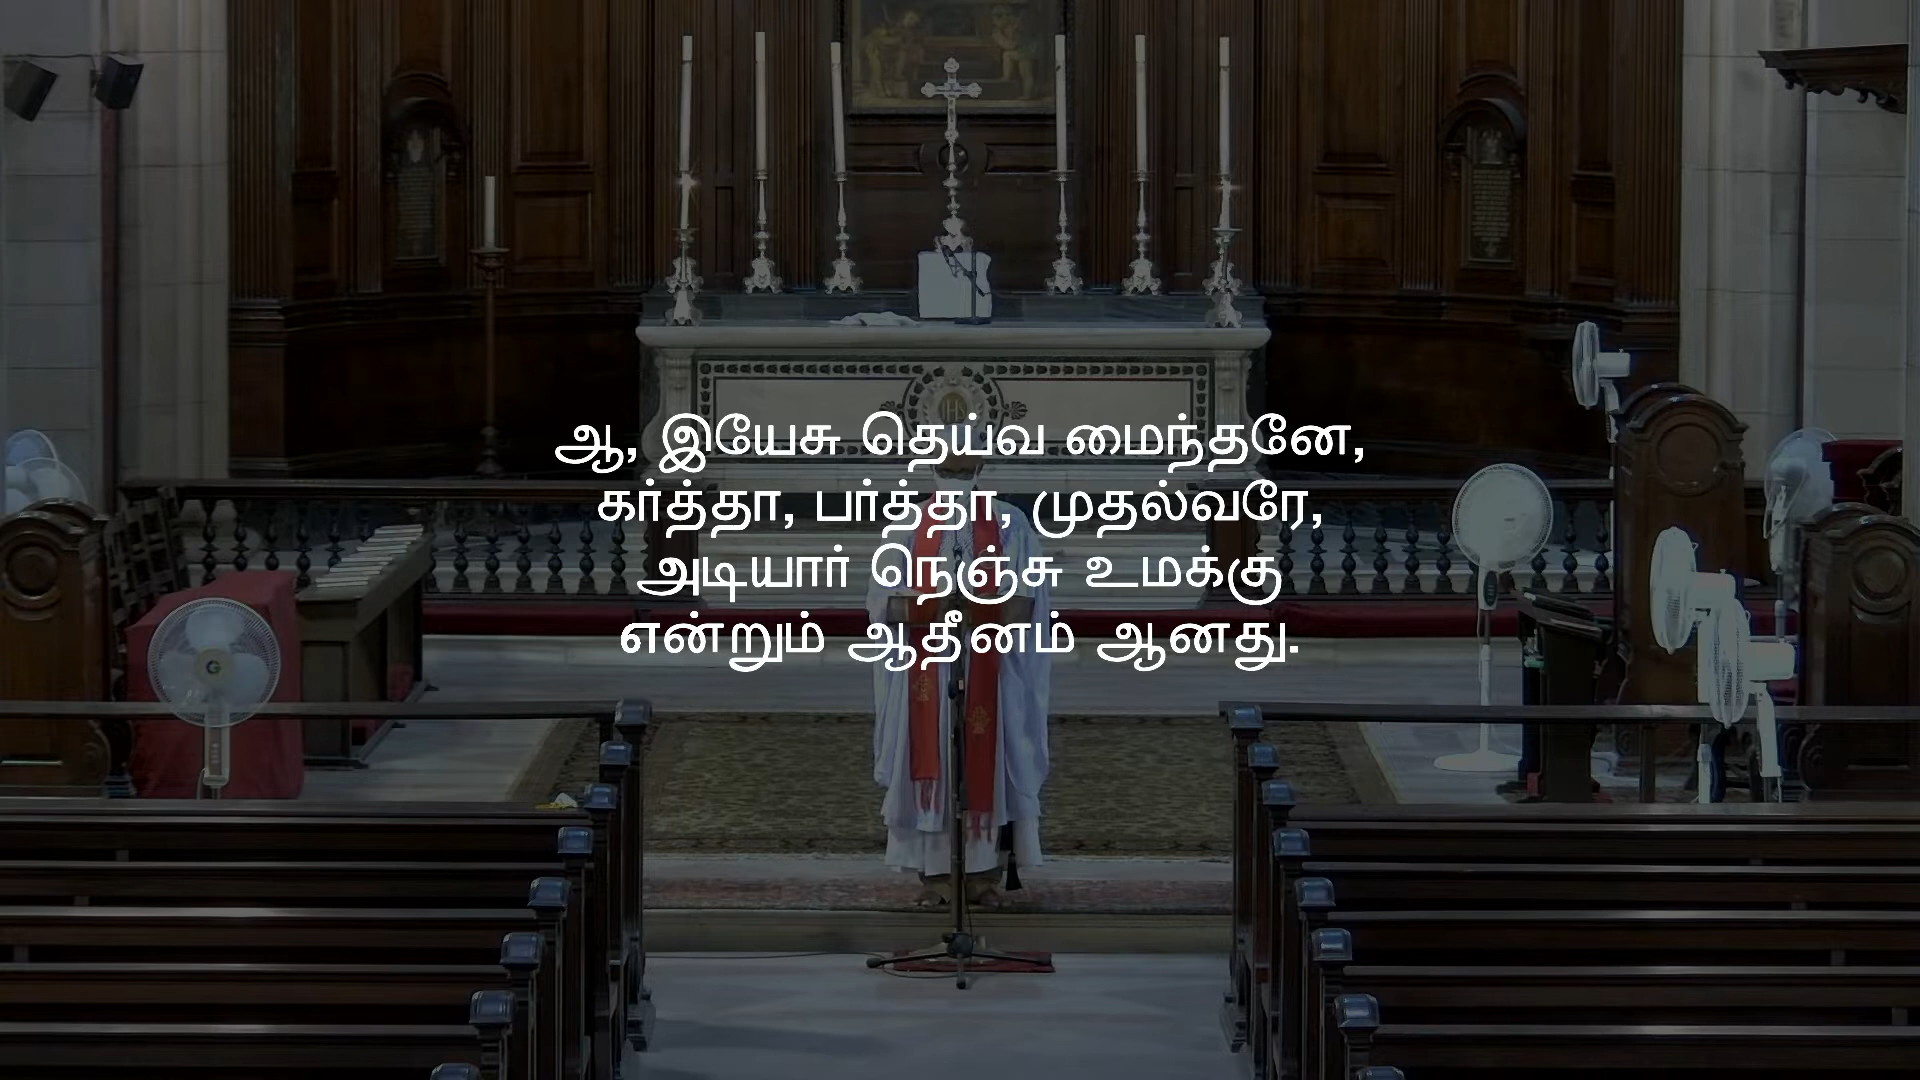 ஆ, இயேசு தெய்வ மைந்தனே,
கர்த்தா, பர்த்தா, முதல்வரே,
அடியார் நெஞ்சு உமக்கு
என்றும் ஆதீனம் ஆனது.